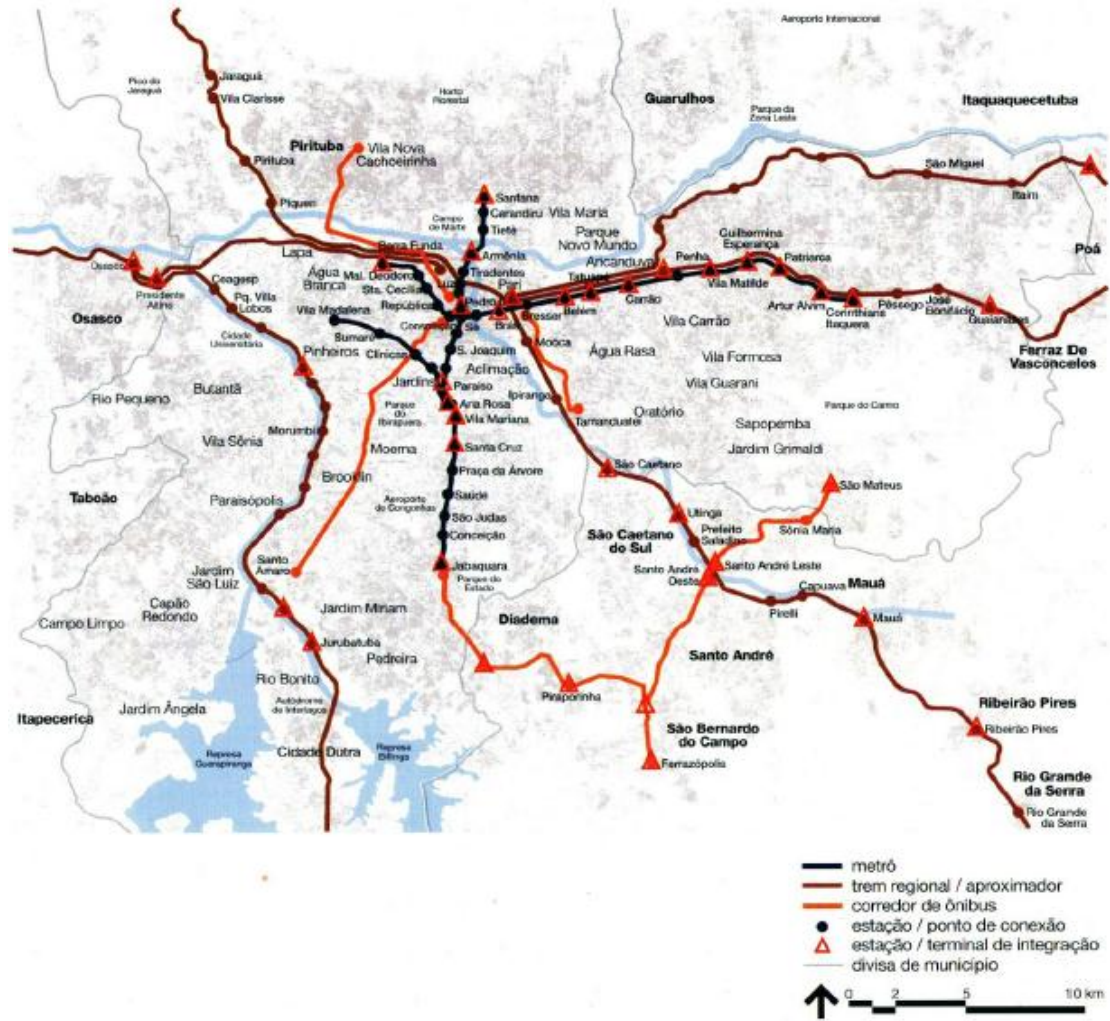 Aeroporto Internacional
Jaraguá
Pico do
Jaraguá
Vila Clarisse
Horto
Florestal
Guarulhos
Itaquaquecetuba
Parque da
Zona Leste
Pirituba
Vila Nova
Cachoeirinha
Pirituba
São Miguel
Itaim
Piqueri
Santana
Carandiru
Vila Maria
Campo
de Marte
Tietê
Parque
Novo Mundo
Guilhermina
Esperança
Lapa
Barra Funda
Armênia
Aricanduva
Penha
Patriarca
Poá
Osasco
Ceagesp
Água
Branca
Mal. Deodoro
Luz
Tiradentes
Pari
Tatuapé
Presidente
Altino
Sta. Cecília
Carrão
Vila Matilde
Pq. Villa
Lobos
República
Pedro
Belém
Artur Alvim
Pêssego
José
Bonifácio
Vila Madalena
Bresser
Corinthians
Itaquera
Guaianazes
Osasco
Sé
Brás
Vila Carrão
Cidade
Universitária
Sumaré
Mooca
Pinheiros
Clínicas
S. Joaquim
Água Rasa
Vila Formosa
Ferraz De
Vasconcelos
Aclimação
Butantã
Jardins
Paraíso
Vila Guarani
Rio Pequeno
Parque
do
Ibirapuera
Ana Rosa
Ipiranga
Parque do Carmo
Vila Mariana
Tamanduateí
Oratório
Sapopemba
Morumbi
Vila Sônia
Moema
Santa Cruz
Jardim Grimaldi
Brooklin
Praça da Árvore
São Caetano
São Mateus
Taboão
Paraisópolis
Aeroporto
de Congonhas
Saúde
Utinga
São Judas
Sônia Maria
Conceição
São Caetano
do Sul
Prefeito
Saladino
Santo
Amaro
Jabaquara
Santo André
Oeste
Santo André Leste
Jardim
São Luiz
Parque do
Estado
Capuava
Mauá
Capão
Redondo
Jardim Miriam
Pirelli
Campo Limpo
Diadema
Mauá
Jurubatuba
Pedreira
Santo André
Rio Bonito
Piraporinha
Itapecerica
Jardim Ângela
Autódromo
de Interlagos
Ribeirão Pires
São Bernardo
do Campo
Ribeirão Pires
Represa
Guarapiranga
Cidade Dutra
Represa
Billings
Ferrazópolis
Rio Grande
da Serra
Rio Grande
da Serra
metrô
trem regional / aproximador
corredor de ônibus
estação / ponto de conexão
estação / terminal de integração
divisa de município
0 2 5 10 km